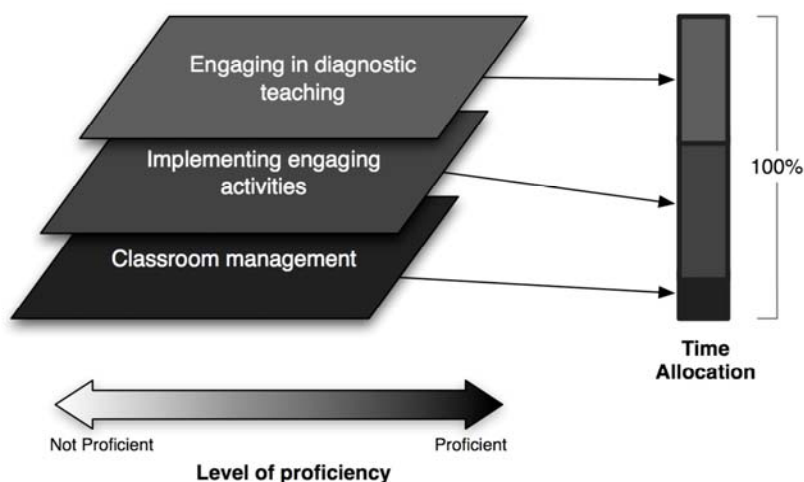 Engaging in diagnostic
teaching
Implementing engaging
activities
Classroom management
100%
Time
Allocation
Not Proficient
Proficient
Level of proficiency